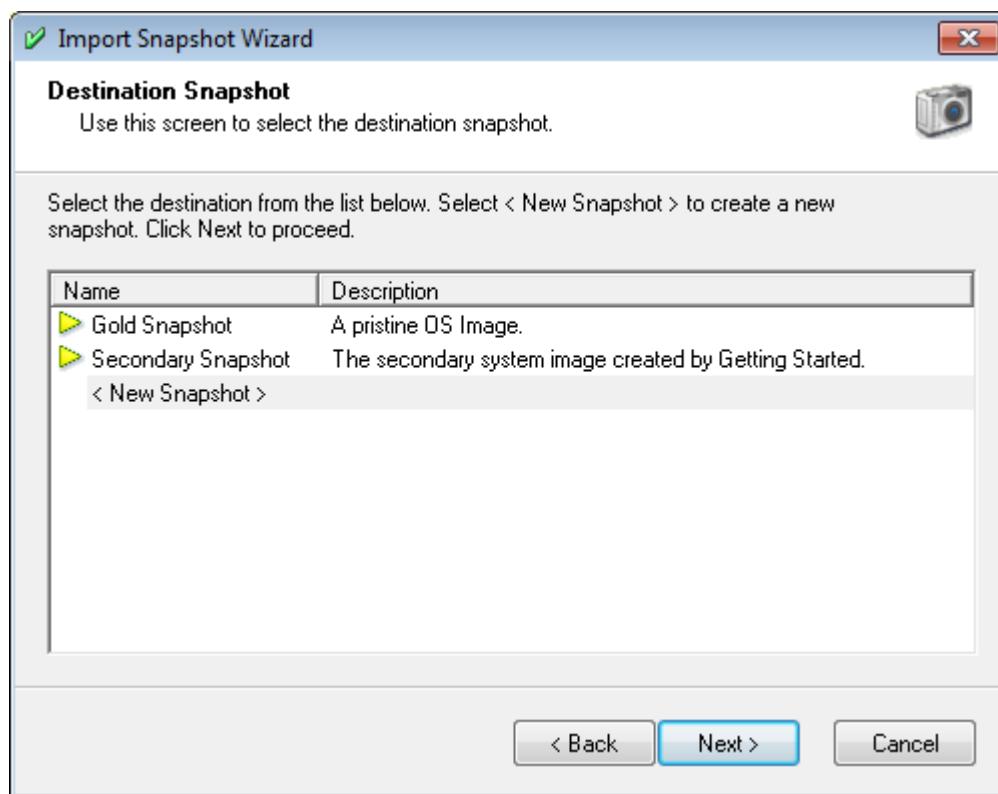 Import Snapshot Wizard
Destination Snapshot
Use this screen to select the destination snapshot.
Select the destination from the list below. Select < New Snapshot > to create a new
snapshot. Click Next to proceed.
Name Description
Gold Snapshot A pristine OS Image.
Secondary Snapshot The secondary system image created by Getting Started.
< New Snapshot >
< Back Next > Cancel